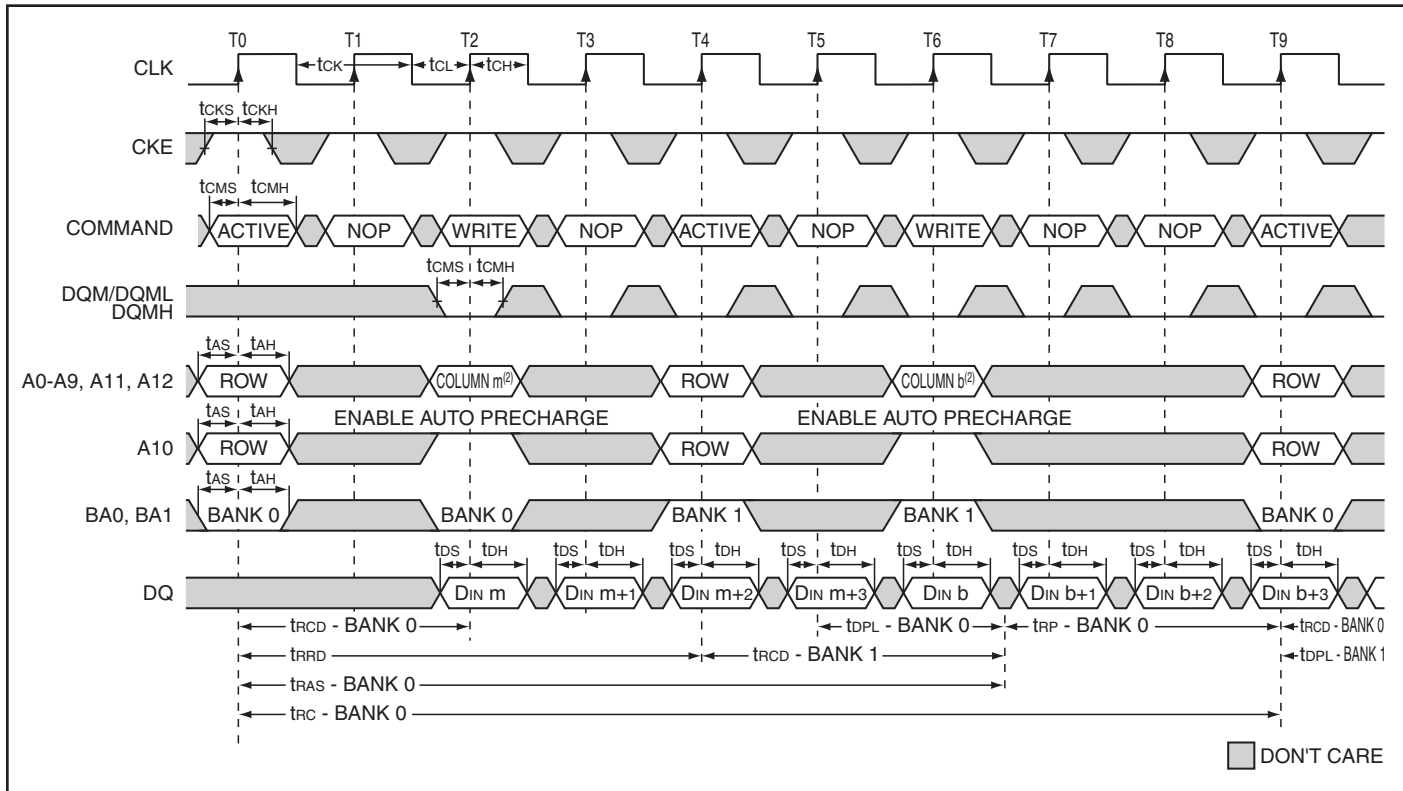 T0 T1 T2 T3 T4 T5 T6 T7 T8 T9
CLK tCK tCL tCH
tCKS tCKH
CKE
tCMS tCMH
COMMAND ACTIVE NOP WRITE NOP ACTIVE NOP WRITE NOP NOP ACTIVE
tCMS tCMH
DQM/DQML
DQMH
tAS tAH
A0-A9, A11, A12 ROW COLUMN m(2) ROW COLUMN b(2) ROW
tAS tAH ENABLE AUTO PRECHARGE ENABLE AUTO PRECHARGE
A10 ROW ROW ROW
tAS tAH
BA0, BA1 BANK 0 BANK 0 BANK 1 BANK 1 BANK 0
tDS tDH tDS tDH tDS tDH tDS tDH tDS tDH tDS tDH tDS tDH tDS tDH
DQ DIN m DIN m+1 DIN m+2 DIN m+3 DIN b DIN b+1 DIN b+2 DIN b+3
tRCD - BANK 0 tDPL - BANK 0 tRP - BANK 0 tRCD - BANK 0
tRRD tRCD - BANK 1 tDPL - BANK 1
tRAS - BANK 0
tRC - BANK 0
DON'T CARE